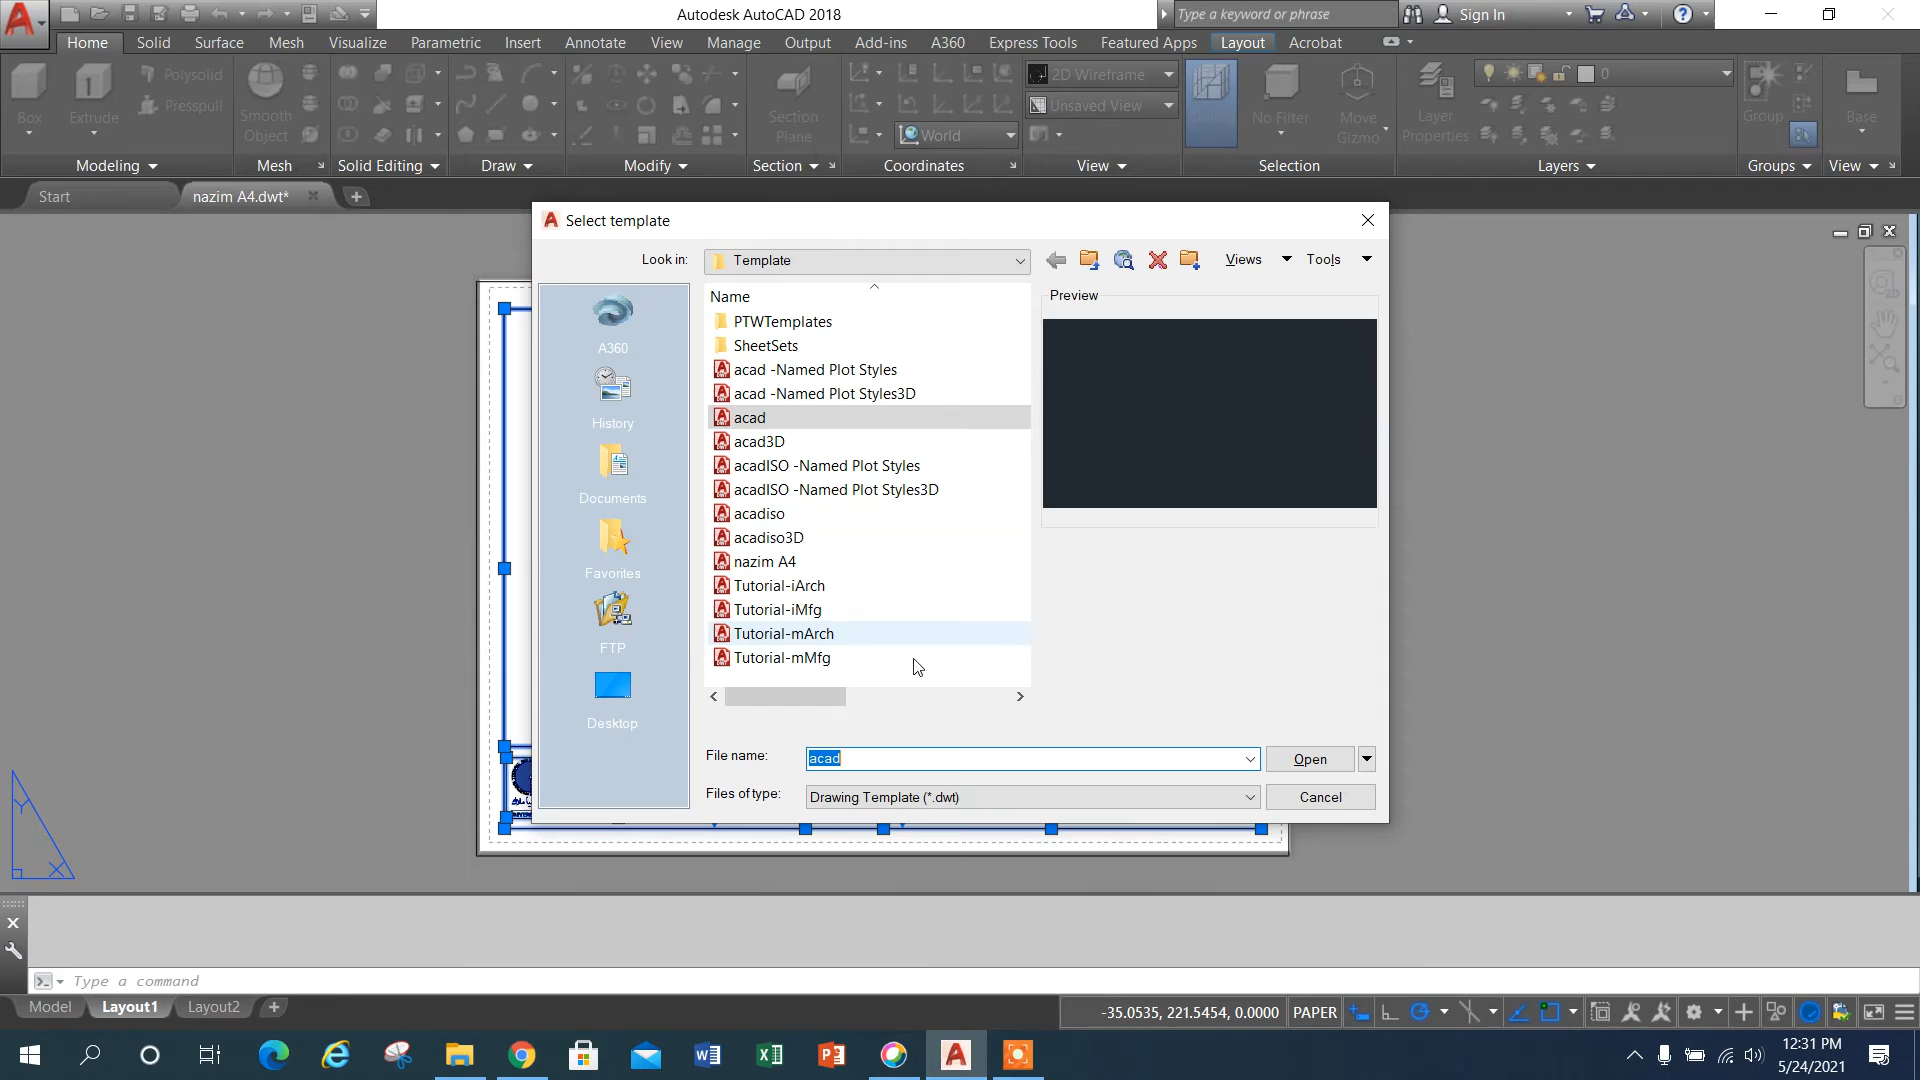 Autodesk AutoCAD 2018
Type a keyword or phrase
Sign In
Home Solid Surface Mesh Visualize Parametric Insert Annotate View Manage Output Add-ins A360 Express Tools Featured Apps Layout Acrobat
Box
Extrude
Polysolid
Presspull
Smooth Object
Section Plane
World
2D Wireframe
Unsaved View
No Filter
Move Gizmo
Layer Properties
0
Group
Base
Modeling Mesh Solid Editing Draw Modify Section Coordinates View Selection Layers Groups View
Start nazim A4.dwt*
Select template
Look in: Template
Views Tools
A360
History
Documents
Favorites
FTP
Desktop
Name
PTWTemplates
SheetSets
acad -Named Plot Styles
acad -Named Plot Styles3D
acad
acad3D
acadISO -Named Plot Styles
acadISO -Named Plot Styles3D
acadiso
acadiso3D
nazim A4
Tutorial-iArch
Tutorial-iMfg
Tutorial-mArch
Tutorial-mMfg
Preview
File name: acad
Open
Files of type: Drawing Template (*.dwt)
Cancel
Y
X
Type a command
Model Layout1 Layout2
-35.0535, 221.5454, 0.0000 PAPER
12:31 PM
5/24/2021